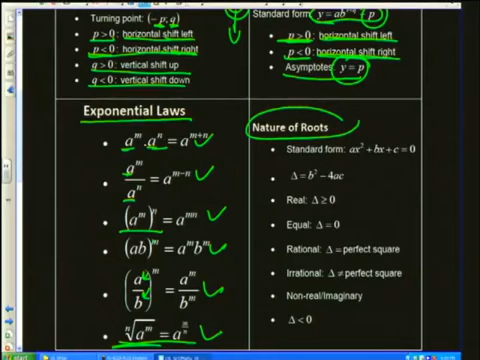 Turning point: (−p; q)
p > 0: horizontal shift left
p < 0: horizontal shift right
q > 0: vertical shift up
q < 0: vertical shift down
Standard form:
p > 0: horizontal shift left
p < 0: horizontal shift right
Asymptotes y = p
Exponential Laws
a^m . a^n = a^{m+n}
a^m / a^n = a^{m−n}
(a^m)^n = a^{mn}
(ab)^m = a^m b^m
(a/b)^m = a^m / b^m
ⁿ√a^m = a^{m/n}
Nature of Roots
Standard form: ax² + bx + c = 0
Δ = b² − 4ac
Real: Δ ≥ 0
Equal: Δ = 0
Rational: Δ = perfect square
Irrational: Δ ≠ perfect square
Non-real/Imaginary
Δ < 0